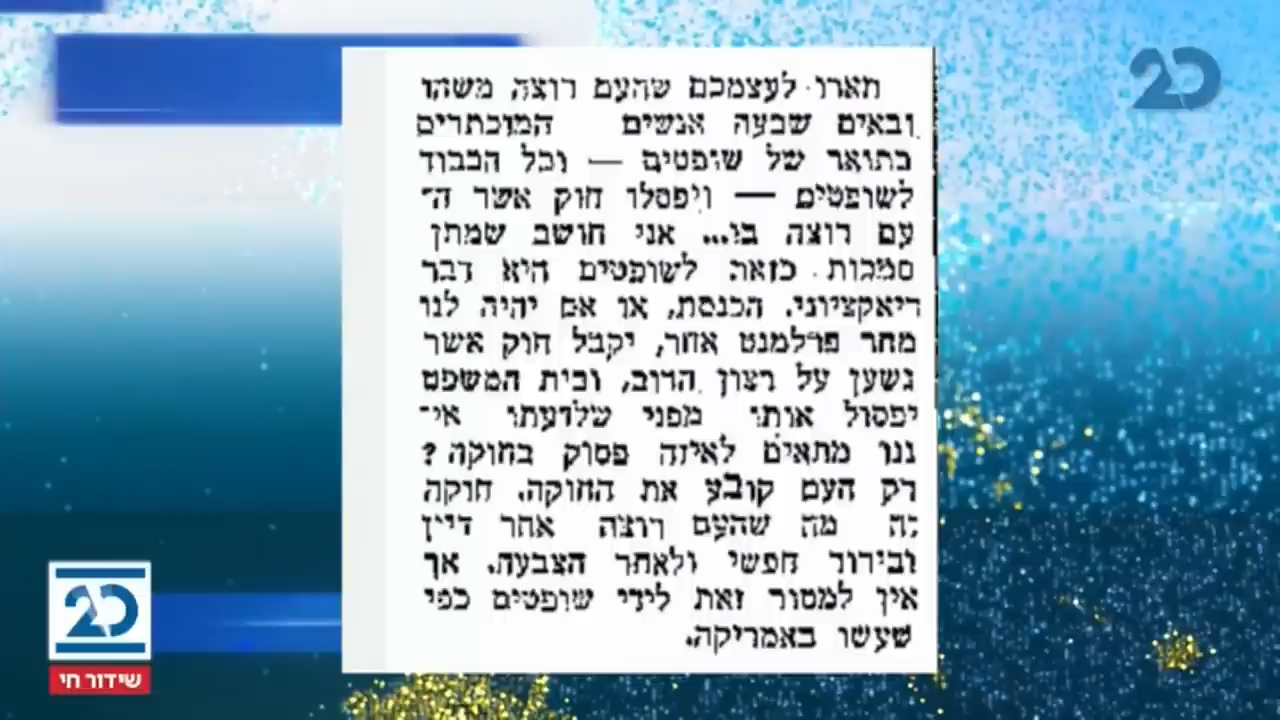 20
תארו לעצמכם שהעם רוצה משהו
ובאים שבעה אנשים המוכתרים
בתואר של שופטים — וכל הכבוד
לשופטים — ויפסלו חוק אשר ה־
עם רוצה בו... אני חושב שמתן
סמכות כזאת לשופטים היא דבר
ריאקציוני. הכנסת, או אם יהיה לנו
מחר פרלמנט אחר, יקבל חוק אשר
נשען על רצון הרוב, ובית המשפט
יפסול אותו מפני שלדעתו אי־
ננו מתאים לאיזה פסוק בחוקה?
רק העם קובע את החוקה. חוקה
זה מה שהעם רוצה אחר דיין
ובירור חפשי ולאחר הצבעה. אך
אין למסור זאת לידי שופטים כפי
שעשו באמריקה.
20
שידור חי